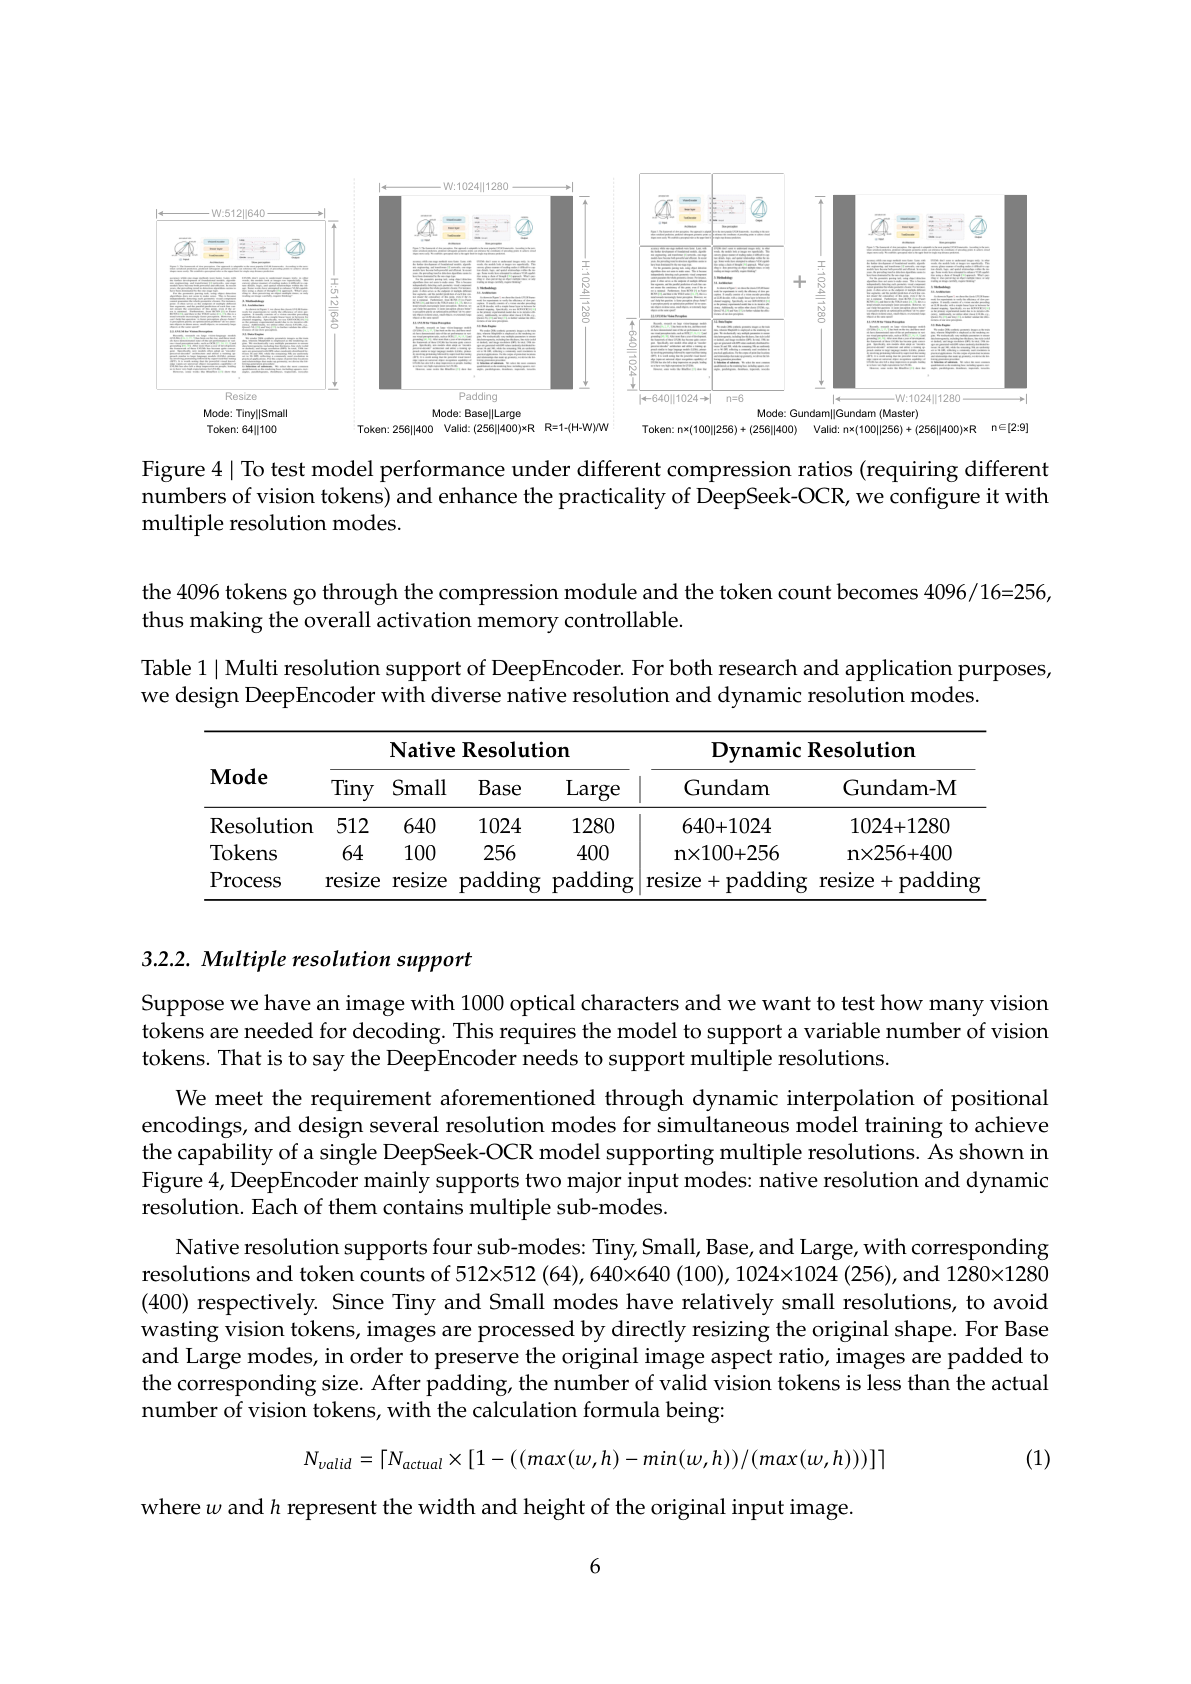 W:512||640
H:512||640
Resize
Mode: Tiny||Small
Token: 64||100
W:1024||1280
H:1024||1280
Padding
Mode: Base||Large
Token: 256||400 Valid: (256||400)×R R=1-(H-W)/W
640||1024
640||1024
n=6
+
H:1024||1280
W:1024||1280
Mode: Gundam||Gundam (Master)
Token: n×(100||256) + (256||400) Valid: n×(100||256) + (256||400)×R n∈[2:9]
Figure 4 | To test model performance under different compression ratios (requiring different
numbers of vision tokens) and enhance the practicality of DeepSeek-OCR, we configure it with
multiple resolution modes.
the 4096 tokens go through the compression module and the token count becomes 4096/16=256,
thus making the overall activation memory controllable.
Table 1 | Multi resolution support of DeepEncoder. For both research and application purposes,
we design DeepEncoder with diverse native resolution and dynamic resolution modes.
Mode Native Resolution Dynamic Resolution
Tiny Small Base Large Gundam Gundam-M
Resolution 512 640 1024 1280 640+1024 1024+1280
Tokens 64 100 256 400 n×100+256 n×256+400
Process resize resize padding padding resize + padding resize + padding
3.2.2. Multiple resolution support
Suppose we have an image with 1000 optical characters and we want to test how many vision
tokens are needed for decoding. This requires the model to support a variable number of vision
tokens. That is to say the DeepEncoder needs to support multiple resolutions.
We meet the requirement aforementioned through dynamic interpolation of positional
encodings, and design several resolution modes for simultaneous model training to achieve
the capability of a single DeepSeek-OCR model supporting multiple resolutions. As shown in
Figure 4, DeepEncoder mainly supports two major input modes: native resolution and dynamic
resolution. Each of them contains multiple sub-modes.
Native resolution supports four sub-modes: Tiny, Small, Base, and Large, with corresponding
resolutions and token counts of 512×512 (64), 640×640 (100), 1024×1024 (256), and 1280×1280
(400) respectively. Since Tiny and Small modes have relatively small resolutions, to avoid
wasting vision tokens, images are processed by directly resizing the original shape. For Base
and Large modes, in order to preserve the original image aspect ratio, images are padded to
the corresponding size. After padding, the number of valid vision tokens is less than the actual
number of vision tokens, with the calculation formula being:
N_valid = ⌈N_actual × [1 − ((max(w, h) − min(w, h))/(max(w, h)))]⌉ (1)
where w and h represent the width and height of the original input image.
6